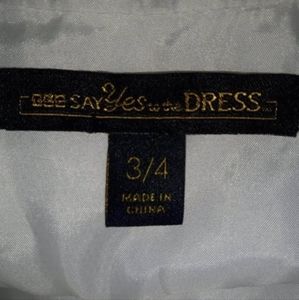 SAY Yes to the DRESS
3/4
MADE IN
CHINA